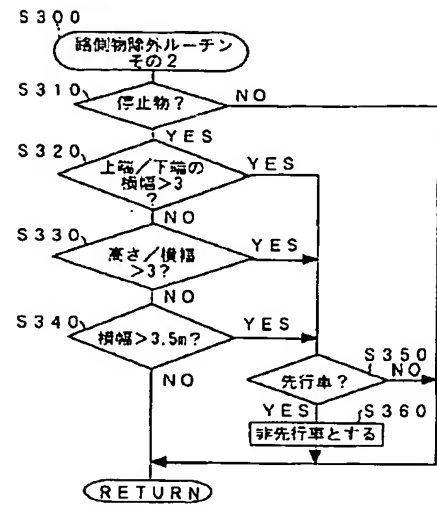 S300
路側物除外ルーチン
その2
S310
停止物?
NO
YES
S320
上端/下端の
横幅>3
?
YES
NO
S330
高さ/横幅
>3?
YES
NO
S340
横幅>3.5m?
YES
NO
S350
先行車?
NO
YES
S360
非先行車とする
RETURN